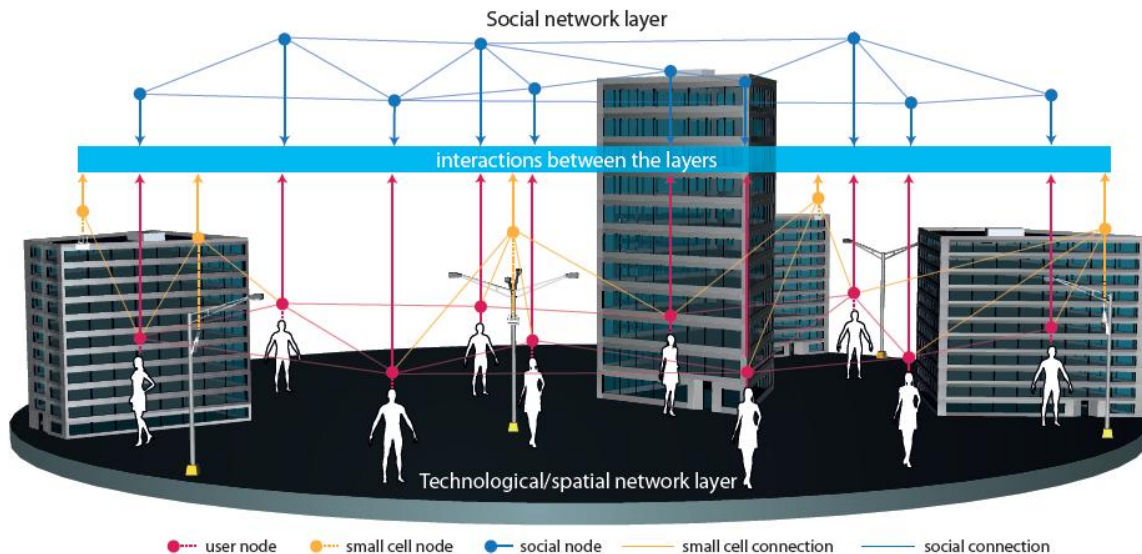 Social network layer
interactions between the layers
Technological/spatial network layer
user node small cell node social node small cell connection social connection